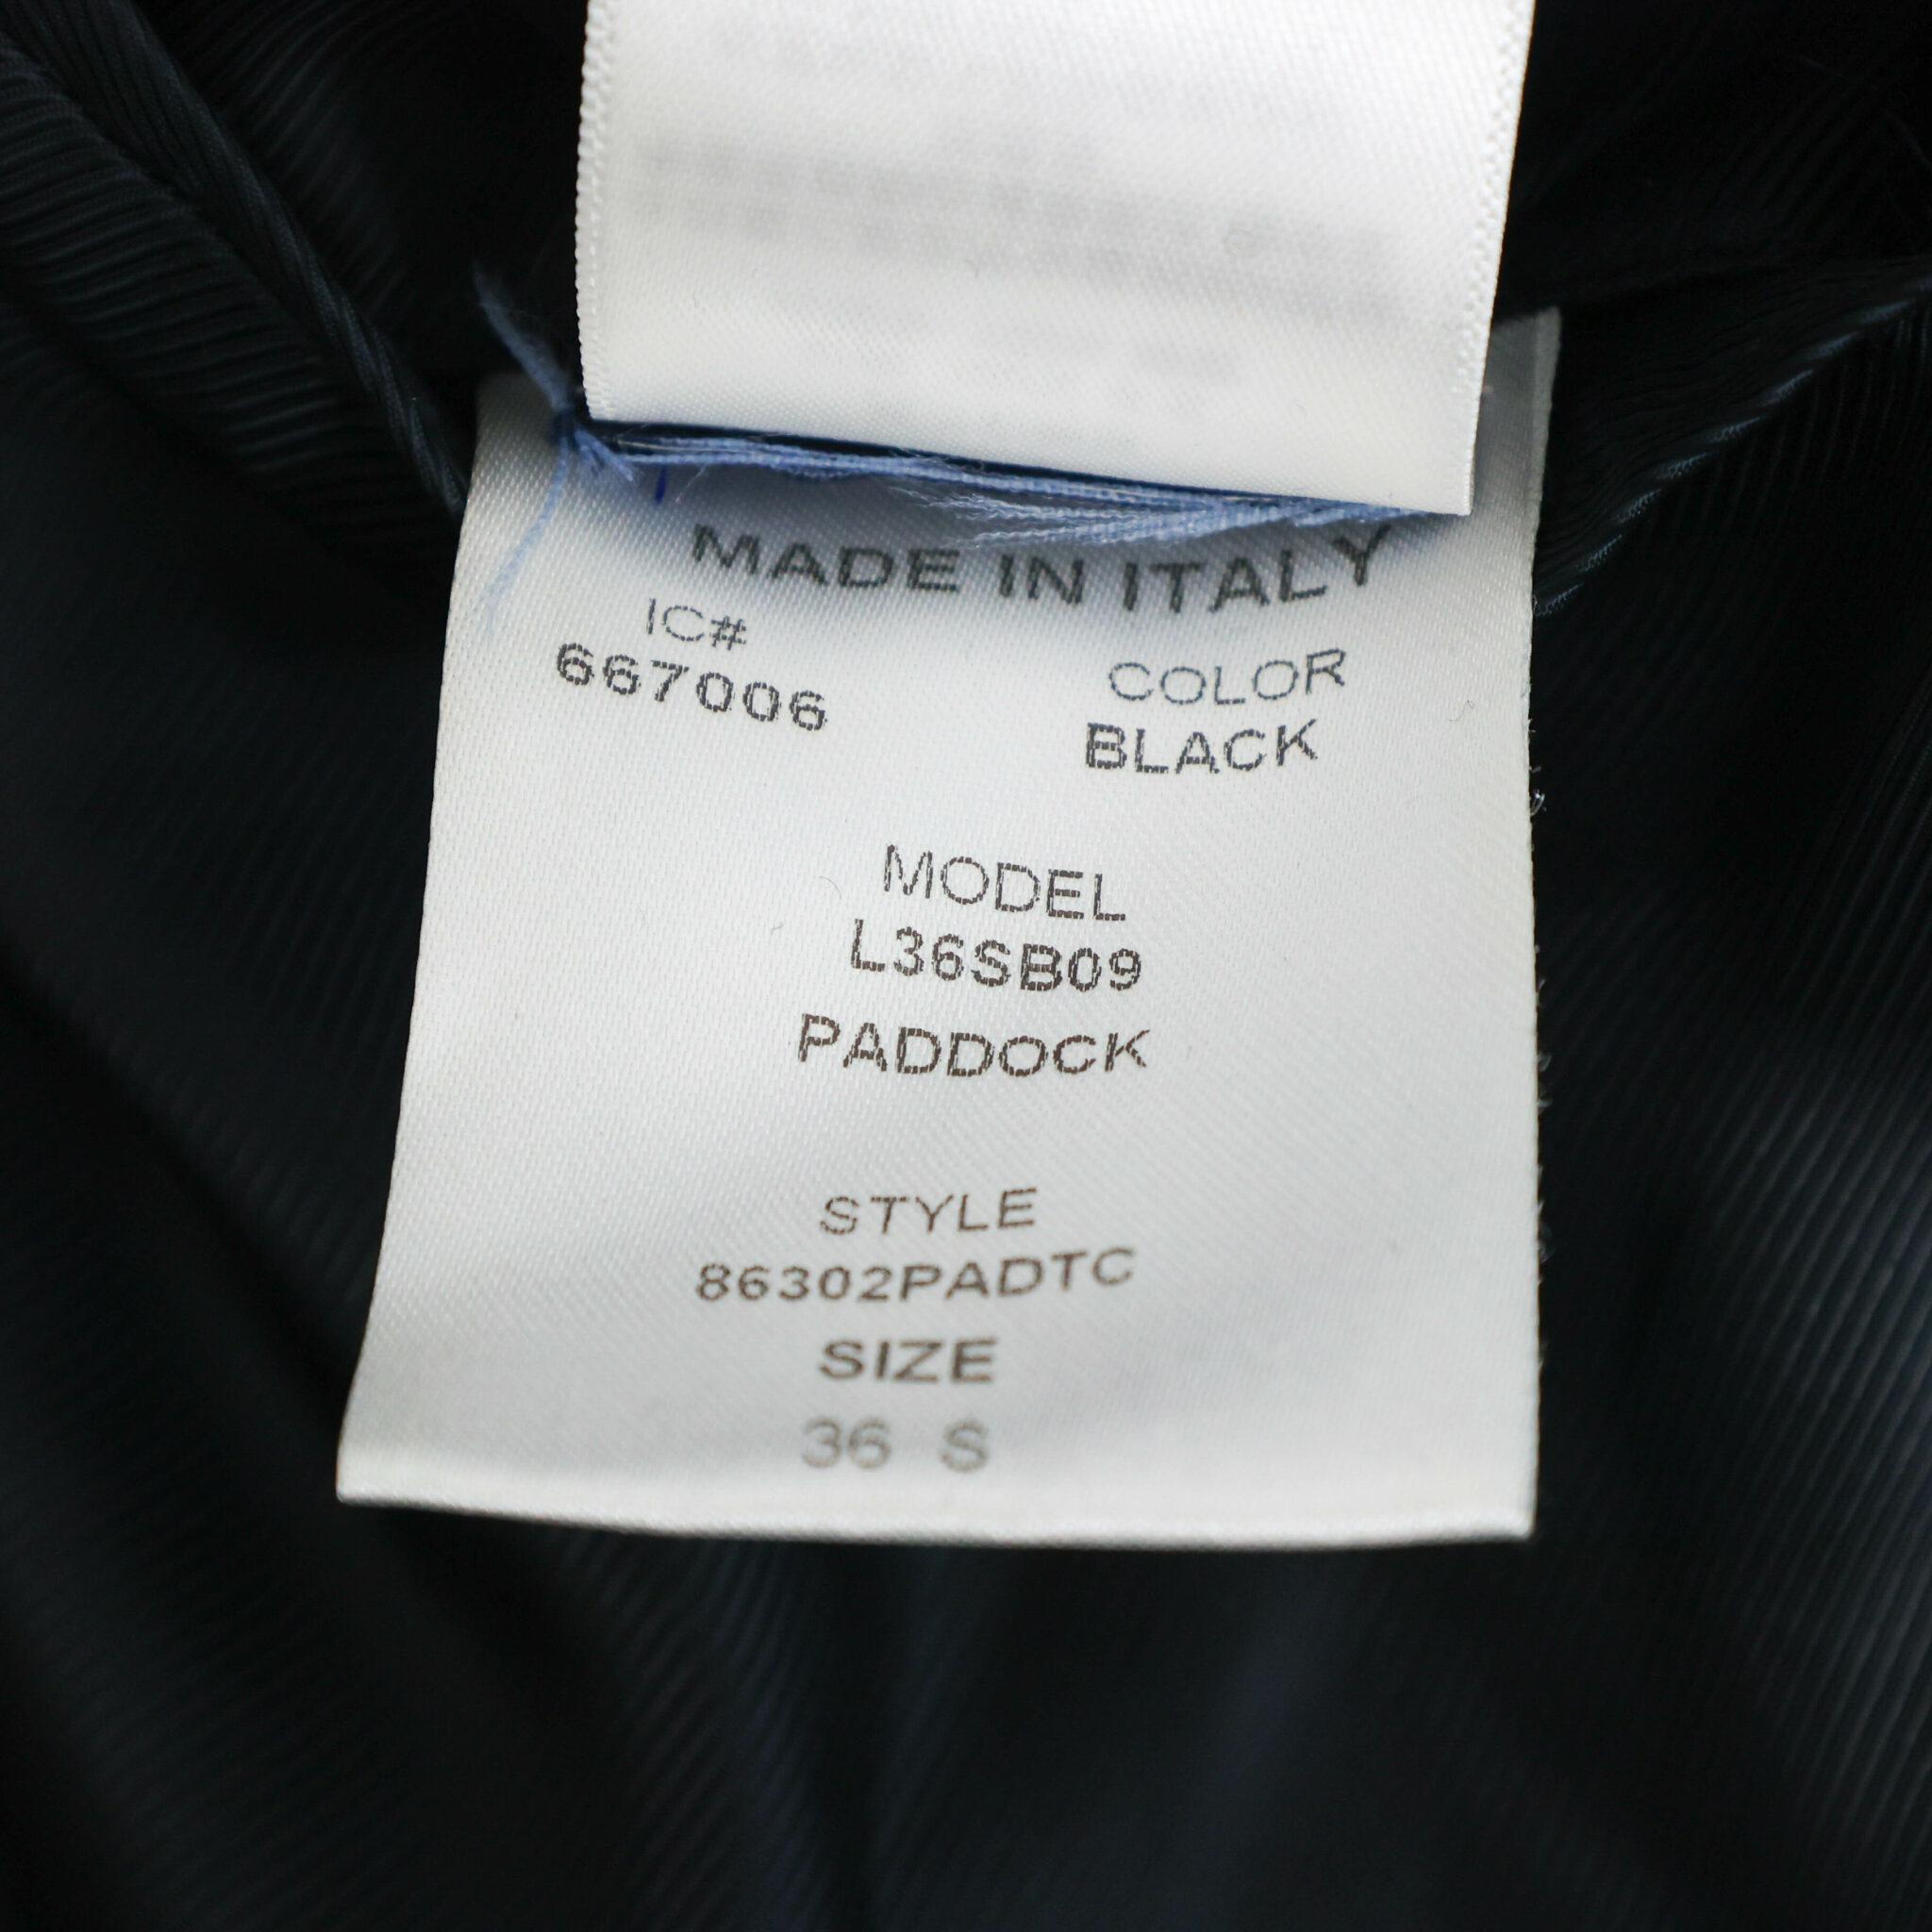 MADE IN ITALY
IC#
667006
COLOR
BLACK
MODEL
L36SB09
PADDOCK
STYLE
86302PADTC
SIZE
36 S